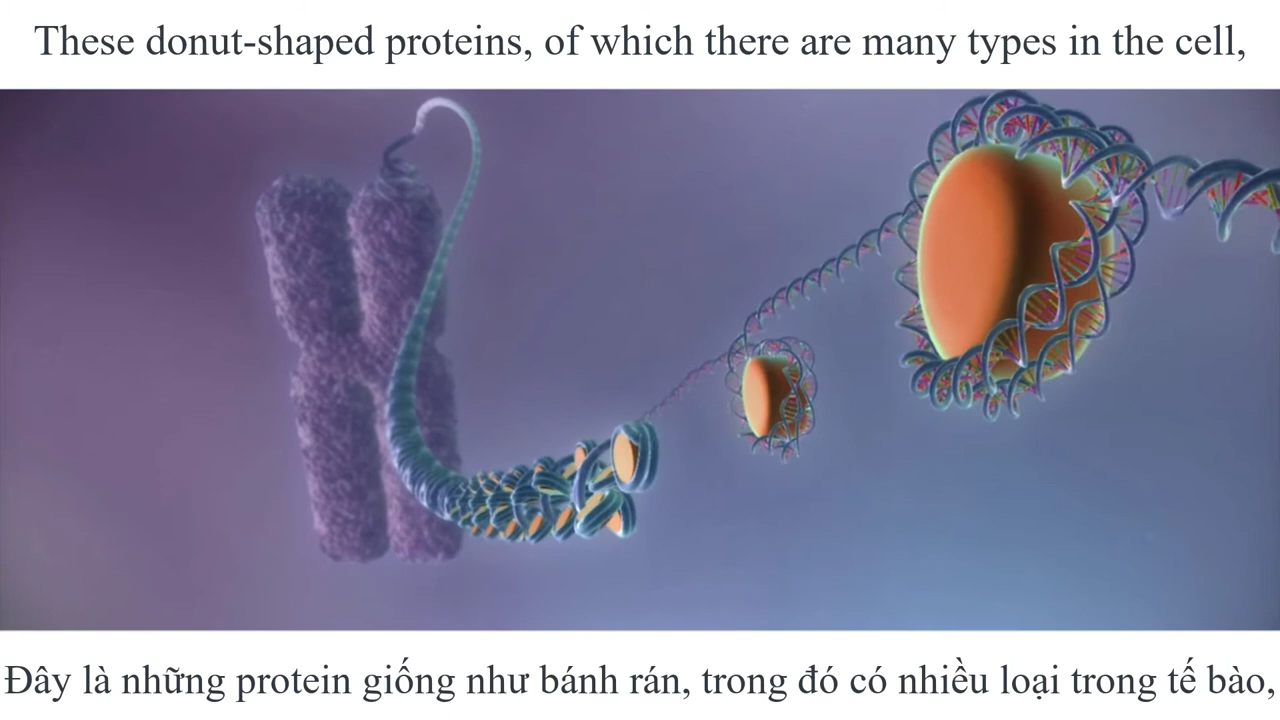 These donut-shaped proteins, of which there are many types in the cell,
Đây là những protein giống như bánh rán, trong đó có nhiều loại trong tế bào,